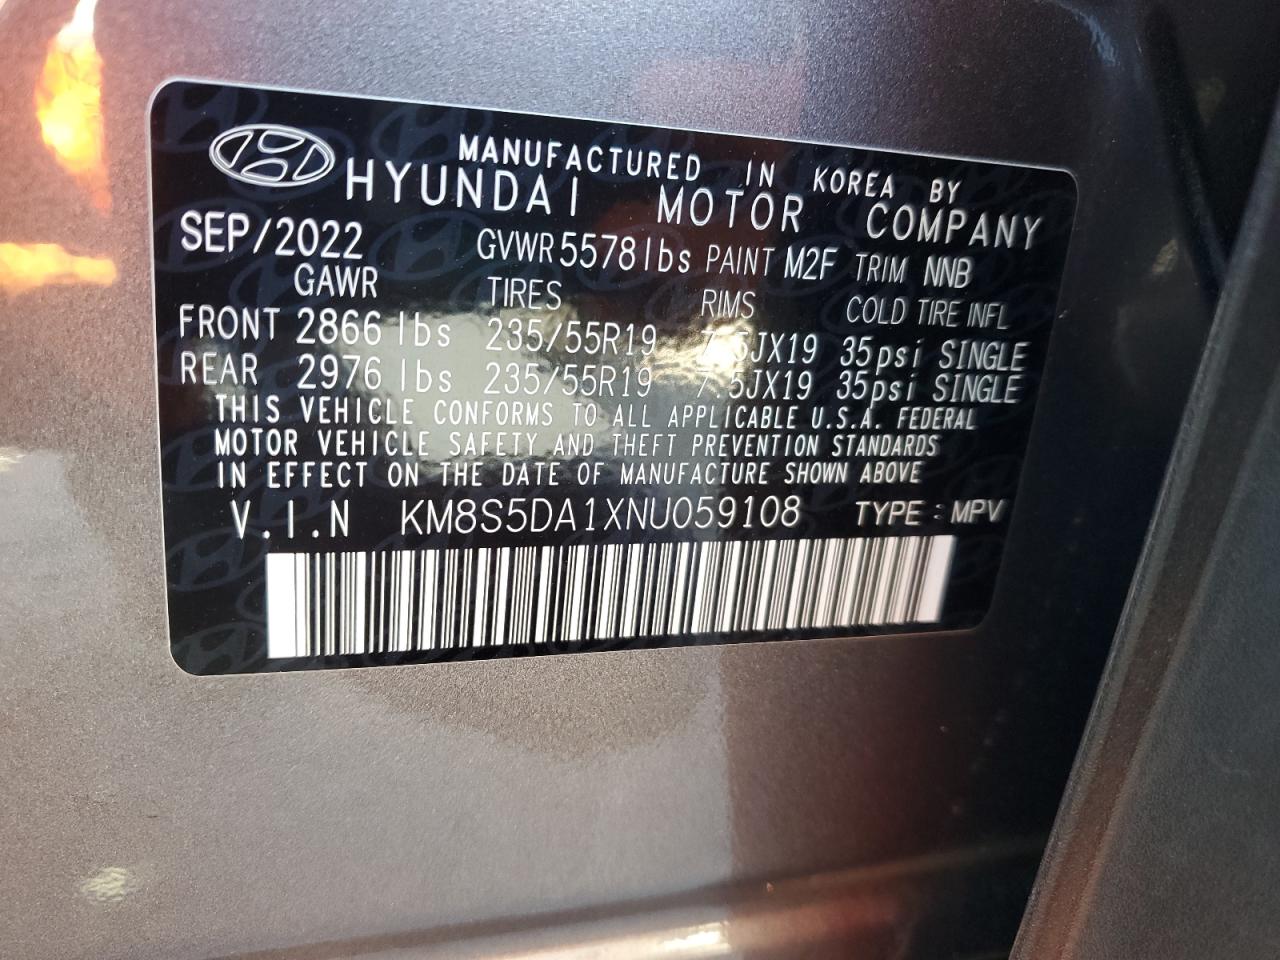 MANUFACTURED IN KOREA BY
HYUNDAI MOTOR COMPANY
SEP/2022 GVWR 5578lbs PAINT M2F TRIM NNB
GAWR TIRES RIMS COLD TIRE INFL
FRONT 2866 lbs 235/55R19 7.5JX19 35psi SINGLE
REAR 2976 lbs 235/55R19 7.5JX19 35psi SINGLE
THIS VEHICLE CONFORMS TO ALL APPLICABLE U.S.A. FEDERAL
MOTOR VEHICLE SAFETY AND THEFT PREVENTION STANDARDS
IN EFFECT ON THE DATE OF MANUFACTURE SHOWN ABOVE
V.I.N KM8S5DA1XNU059108 TYPE : MPV